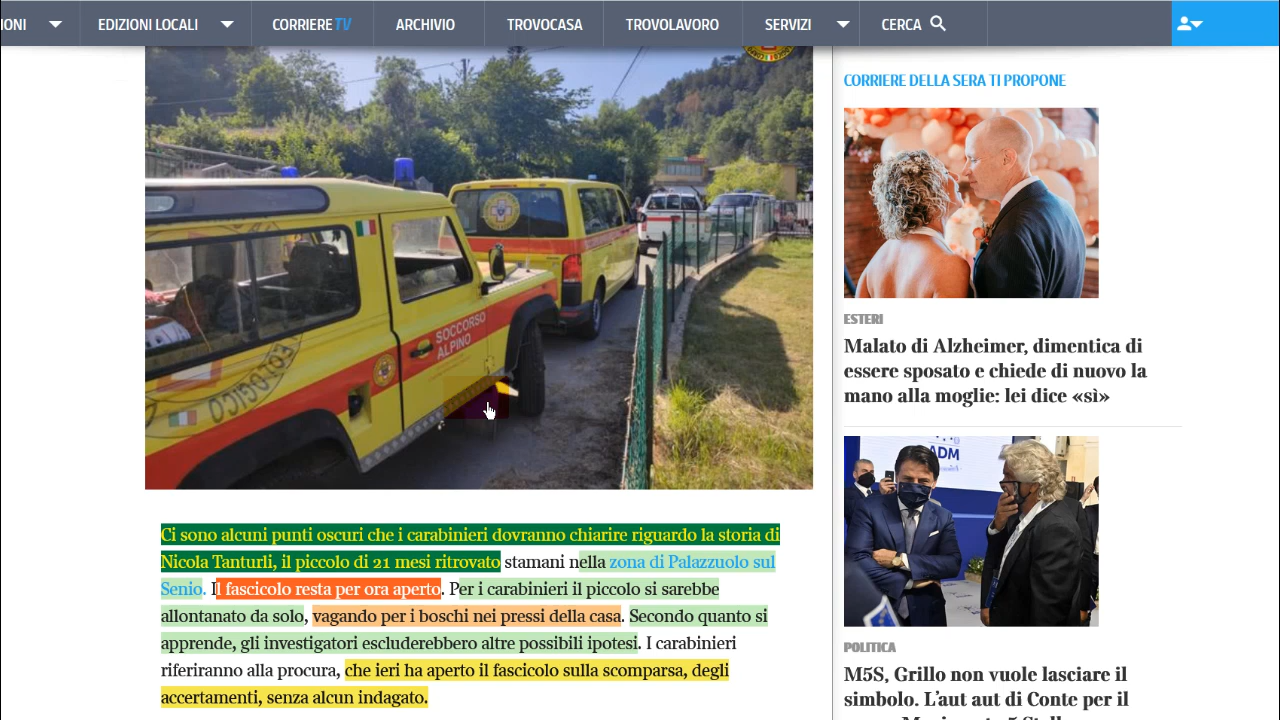 IONI
EDIZIONI LOCALI
CORRIERE TV
ARCHIVIO
TROVOCASA
TROVOLAVORO
SERVIZI
CERCA
SOCCORSO
ALPINO
OLOGICO
Ci sono alcuni punti oscuri che i carabinieri dovranno chiarire riguardo la storia di
Nicola Tanturli, il piccolo di 21 mesi ritrovato stamani nella zona di Palazzuolo sul
Senio. Il fascicolo resta per ora aperto. Per i carabinieri il piccolo si sarebbe
allontanato da solo, vagando per i boschi nei pressi della casa. Secondo quanto si
apprende, gli investigatori escluderebbero altre possibili ipotesi. I carabinieri
riferiranno alla procura, che ieri ha aperto il fascicolo sulla scomparsa, degli
accertamenti, senza alcun indagato.
CORRIERE DELLA SERA TI PROPONE
ESTERI
Malato di Alzheimer, dimentica di
essere sposato e chiede di nuovo la
mano alla moglie: lei dice «sì»
ADM
POLITICA
M5S, Grillo non vuole lasciare il
simbolo. L'aut aut di Conte per il